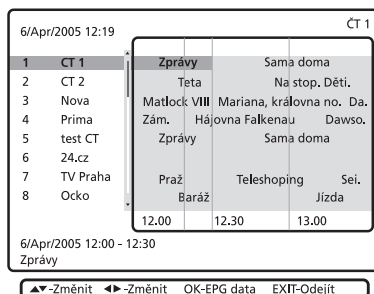 6/Apr/2005 12:19 ČT 1
1 ČT 1 Zprávy Sama doma
2 ČT 2 Teta Na stop. Děti.
3 Nova Matlock VIII Mariana, královna no. Da.
4 Prima Zám. Hájovna Falkenau Dawso.
5 test CT Zprávy Sama doma
6 24.cz
7 TV Praha Praž Teleshoping Sei.
8 Ocko Baráž Jízda
12.00 12.30 13.00
6/Apr/2005 12:00 - 12:30
Zprávy
▲▼-Změnit ◀▶-Změnit OK-EPG data EXIT-Odejít